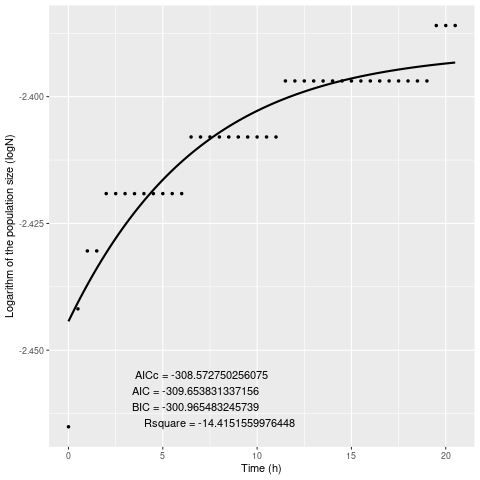 Logarithm of the population size (logN)
-2.400
-2.425
-2.450
AICc = -308.572750256075
AIC = -309.653831337156
BIC = -300.965483245739
Rsquare = -14.4151559976448
0 5 10 15 20
Time (h)